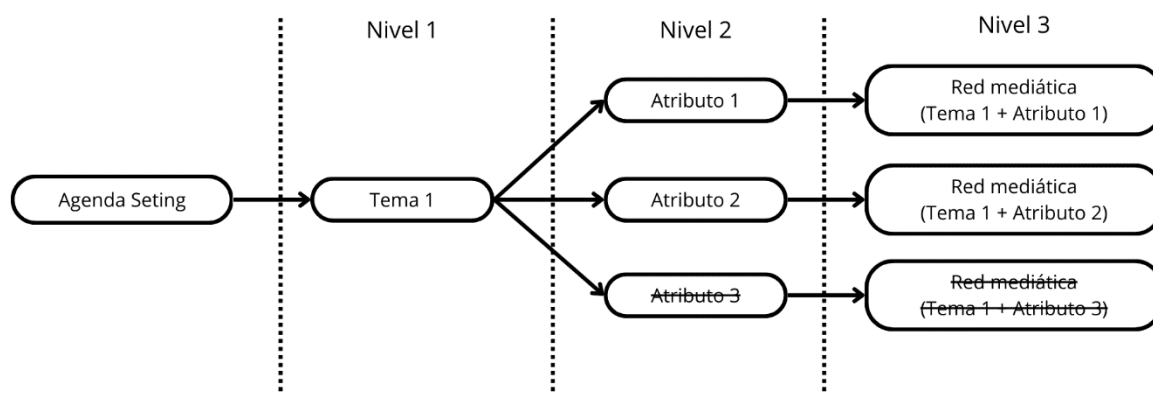 Nivel 1
Nivel 2
Nivel 3
Agenda Seting
Tema 1
Atributo 1
Red mediática
(Tema 1 + Atributo 1)
Atributo 2
Red mediática
(Tema 1 + Atributo 2)
Atributo 3
Red mediática
(Tema 1 + Atributo 3)